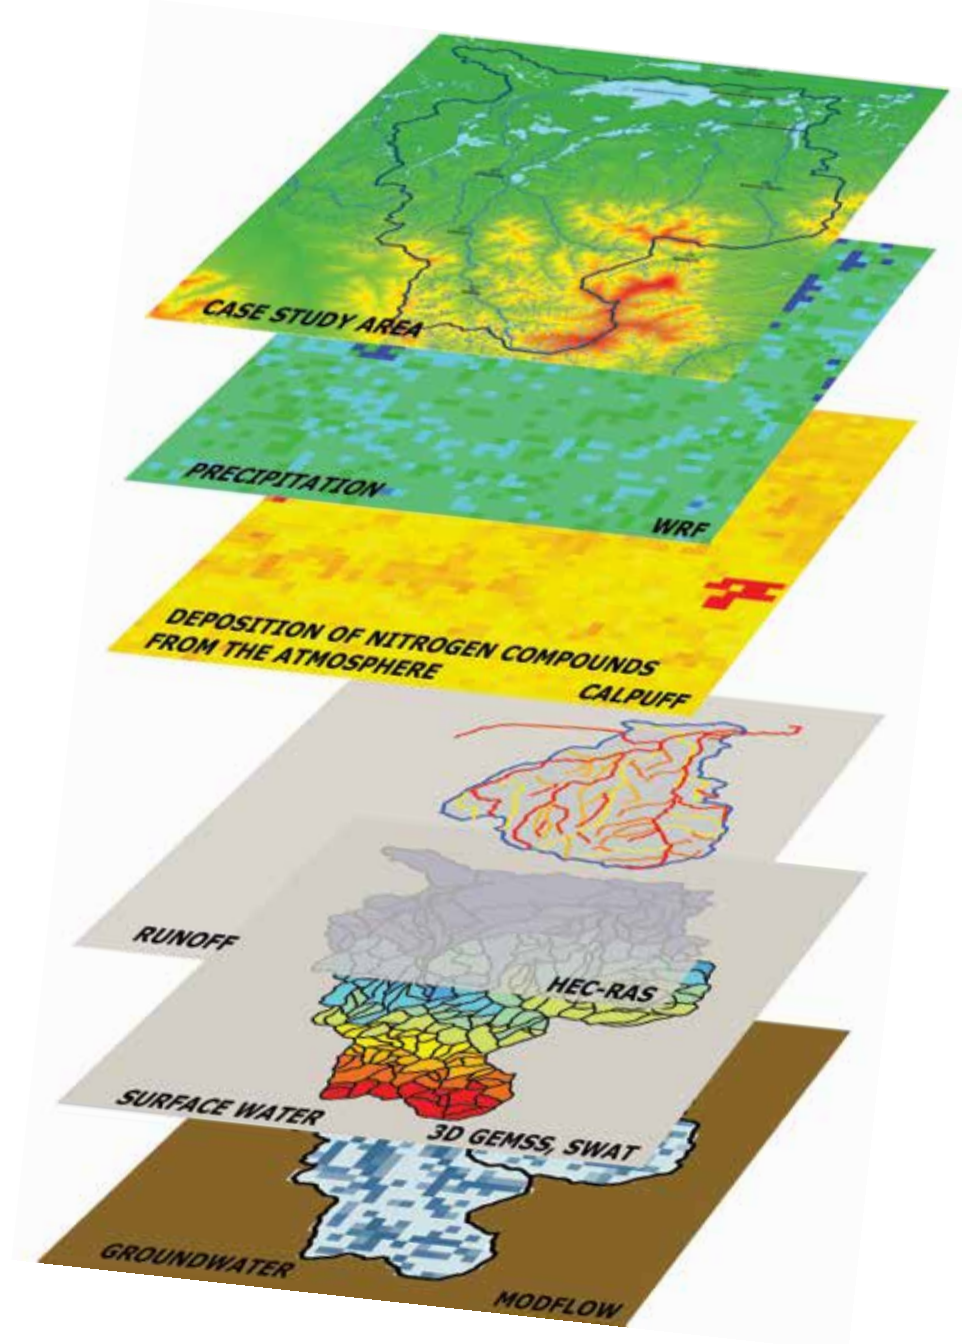 CASE STUDY AREA
PRECIPITATION
WRF
DEPOSITION OF NITROGEN COMPOUNDS
FROM THE ATMOSPHERE
CALPUFF
RUNOFF
HEC-RAS
SURFACE WATER
3D GEMSS, SWAT
GROUNDWATER
MODFLOW